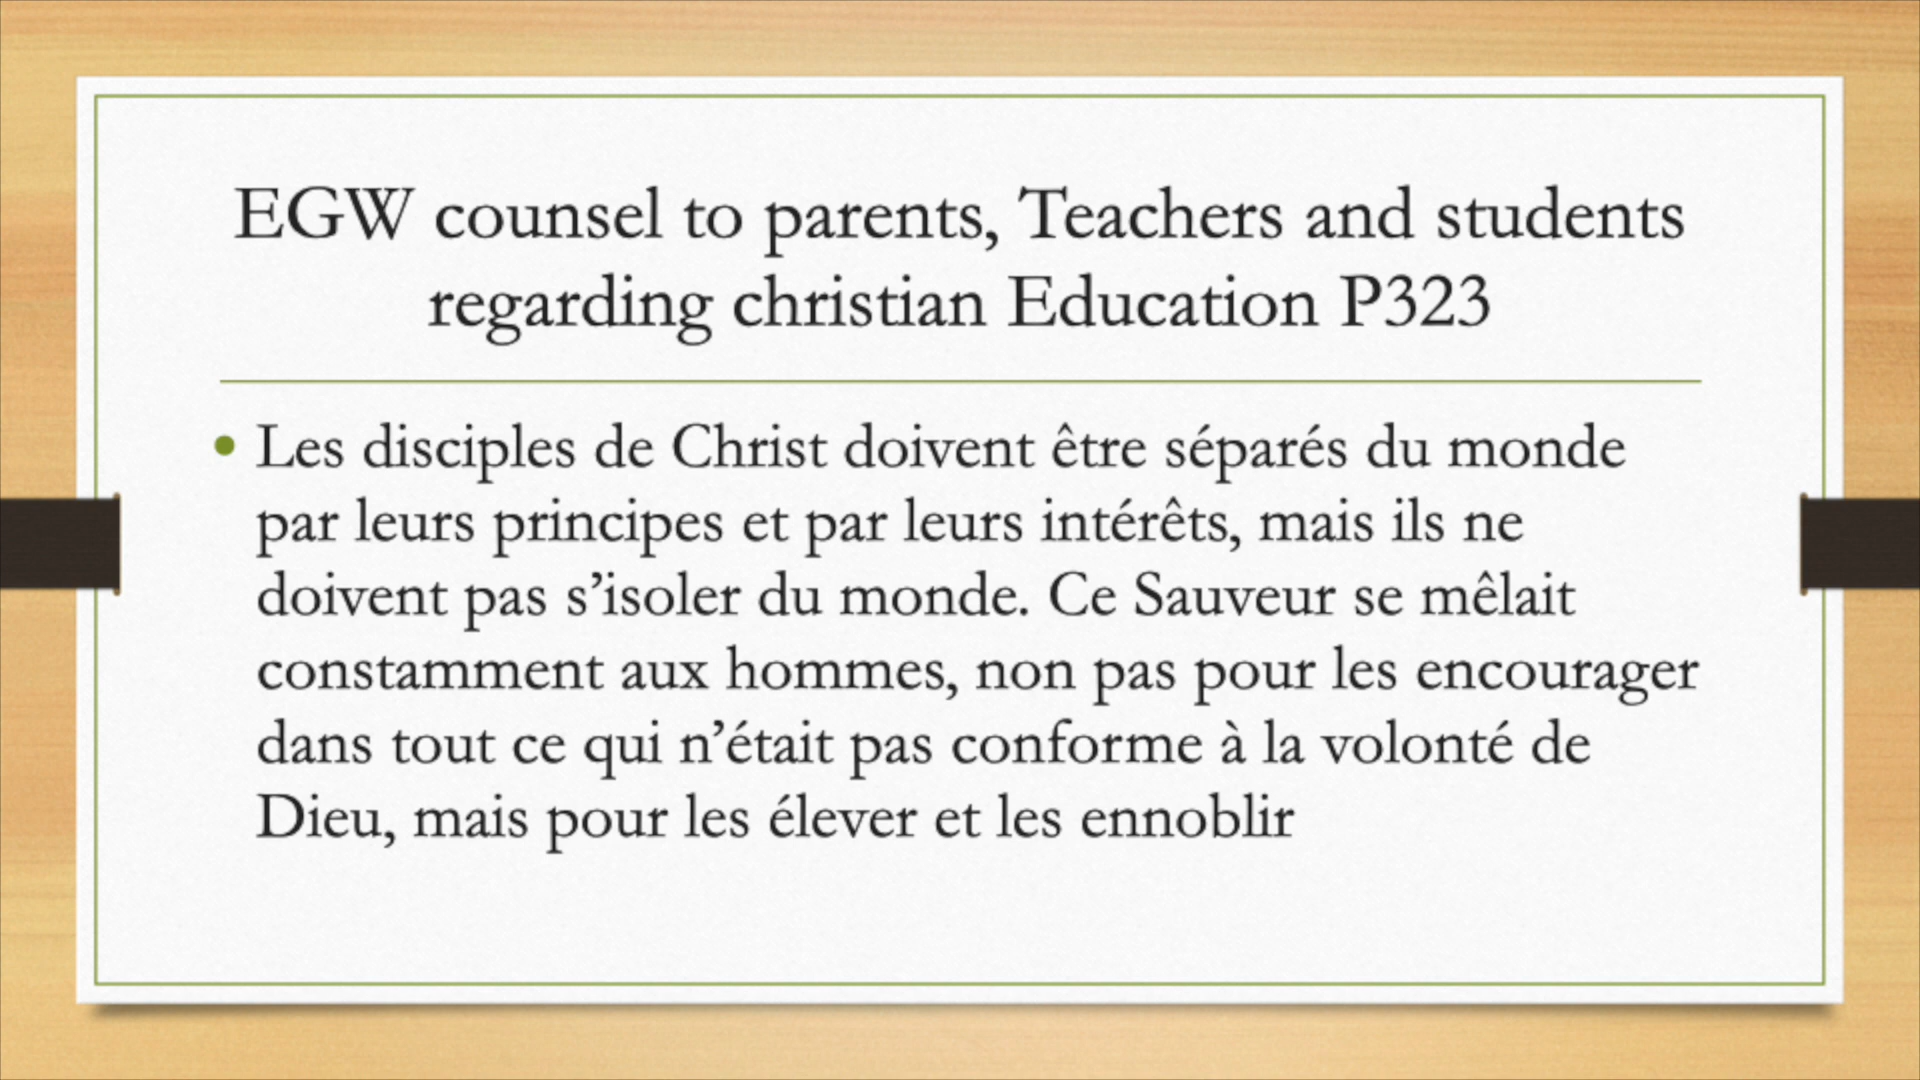 EGW counsel to parents, Teachers and students
regarding christian Education P323
• Les disciples de Christ doivent être séparés du monde
par leurs principes et par leurs intérêts, mais ils ne
doivent pas s’isoler du monde. Ce Sauveur se mêlait
constamment aux hommes, non pas pour les encourager
dans tout ce qui n’était pas conforme à la volonté de
Dieu, mais pour les élever et les ennoblir